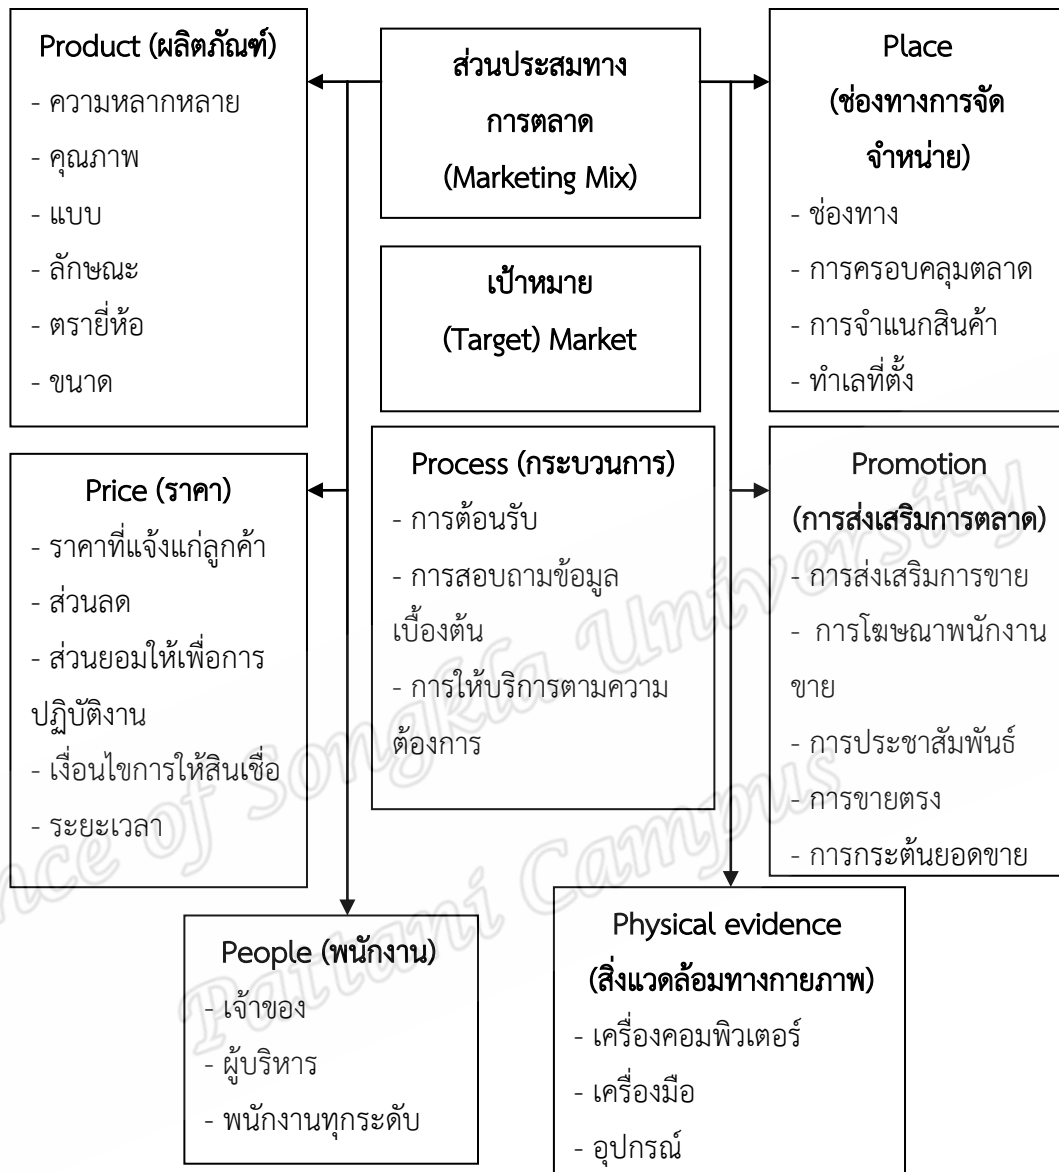 Product (ผลิตภัณฑ์)
- ความหลากหลาย
- คุณภาพ
- แบบ
- ลักษณะ
- ตรายี่ห้อ
- ขนาด
ส่วนประสมทาง
การตลาด
(Marketing Mix)
เป้าหมาย
(Target) Market
Place
(ช่องทางการจัด
จำหน่าย)
- ช่องทาง
- การครอบคลุมตลาด
- การจำแนกสินค้า
- ทำเลที่ตั้ง
Price (ราคา)
- ราคาที่แจ้งแก่ลูกค้า
- ส่วนลด
- ส่วนยอมให้เพื่อการ
ปฏิบัติงาน
- เงื่อนไขการให้สินเชื่อ
- ระยะเวลา
Process (กระบวนการ)
- การต้อนรับ
- การสอบถามข้อมูล
เบื้องต้น
- การให้บริการตามความ
ต้องการ
Promotion
(การส่งเสริมการตลาด)
- การส่งเสริมการขาย
- การโฆษณาพนักงาน
ขาย
- การประชาสัมพันธ์
- การขายตรง
- การกระต้นยอดขาย
People (พนักงาน)
- เจ้าของ
- ผู้บริหาร
- พนักงานทุกระดับ
Physical evidence
(สิ่งแวดล้อมทางกายภาพ)
- เครื่องคอมพิวเตอร์
- เครื่องมือ
- อุปกรณ์
nce of Songkla University
Pattani Campus